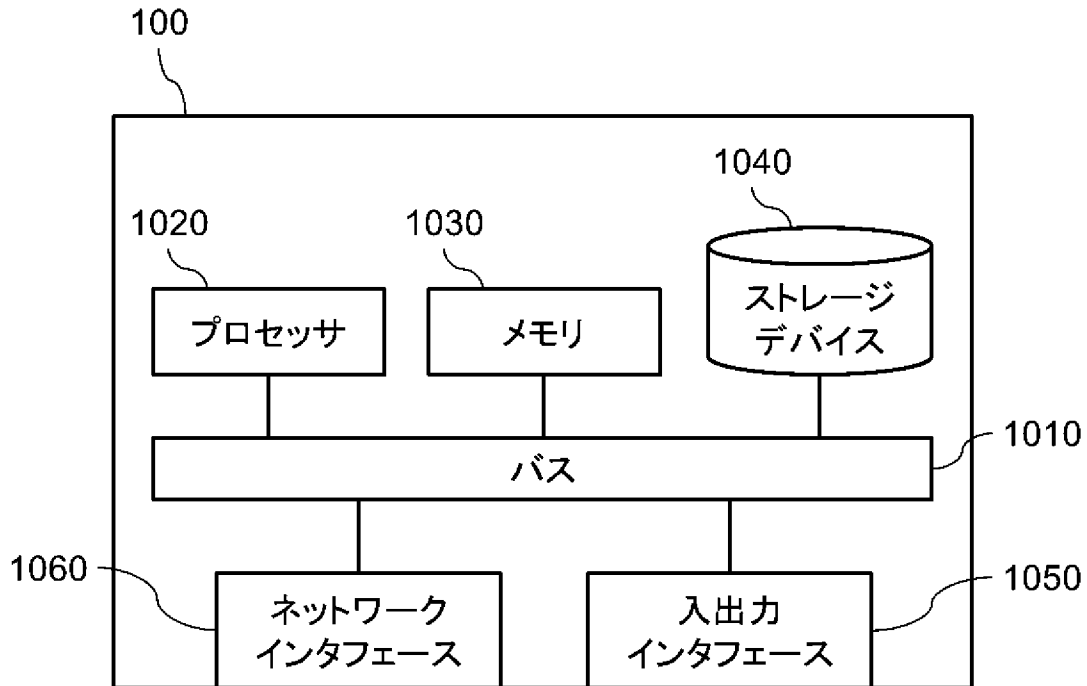 100
1040
1020
1030
プロセッサ
メモリ
ストレージ
デバイス
バス
1010
1060
ネットワーク
インタフェース
入出力
インタフェース
1050